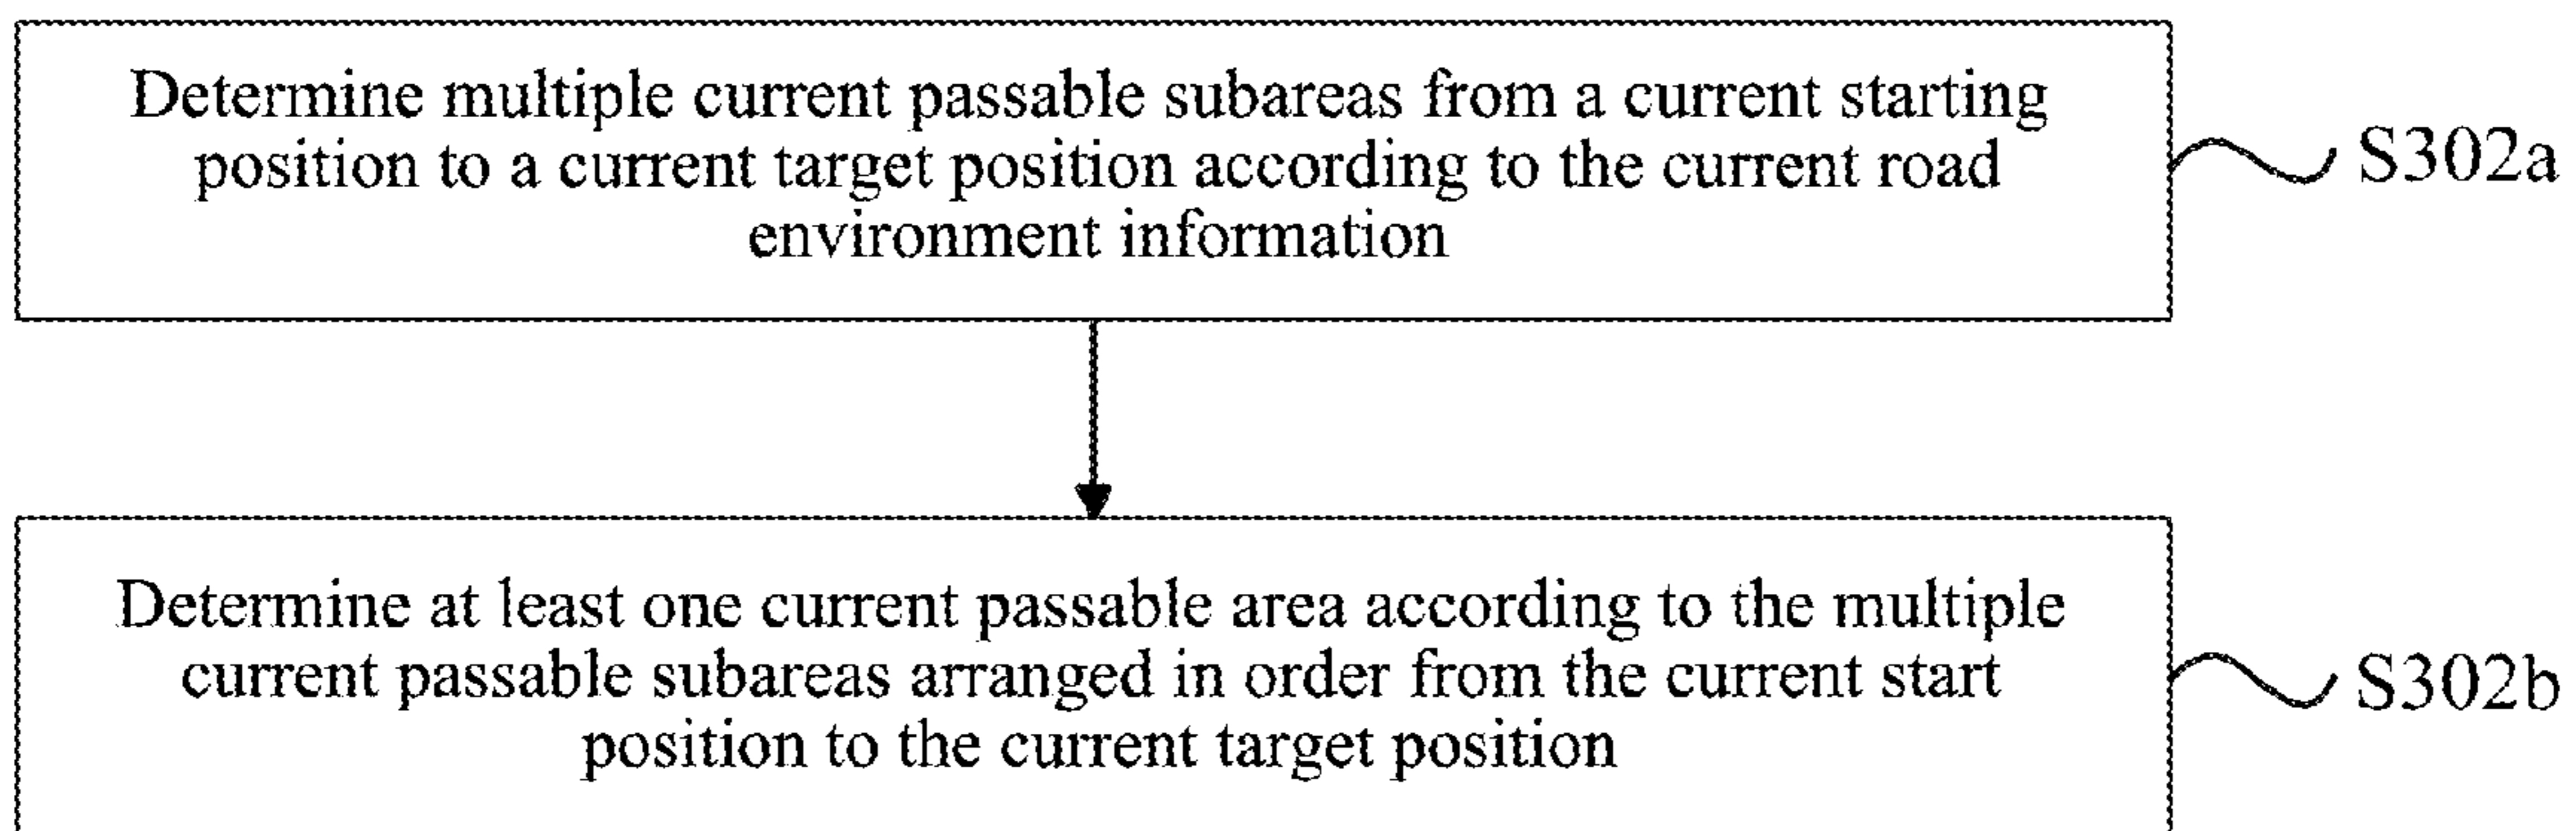 Determine multiple current passable subareas from a current starting
position to a current target position according to the current road
environment information
S302a
Determine at least one current passable area according to the multiple
current passable subareas arranged in order from the current start
position to the current target position
S302b